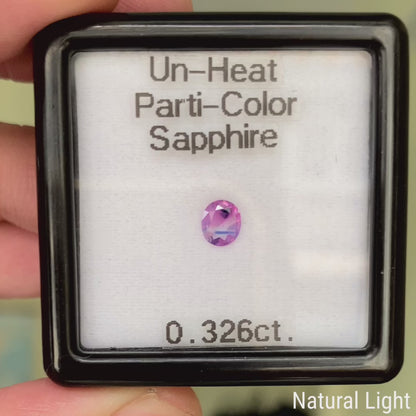 Un-Heat
Parti-Color
Sapphire
0.326ct.
Natural Light